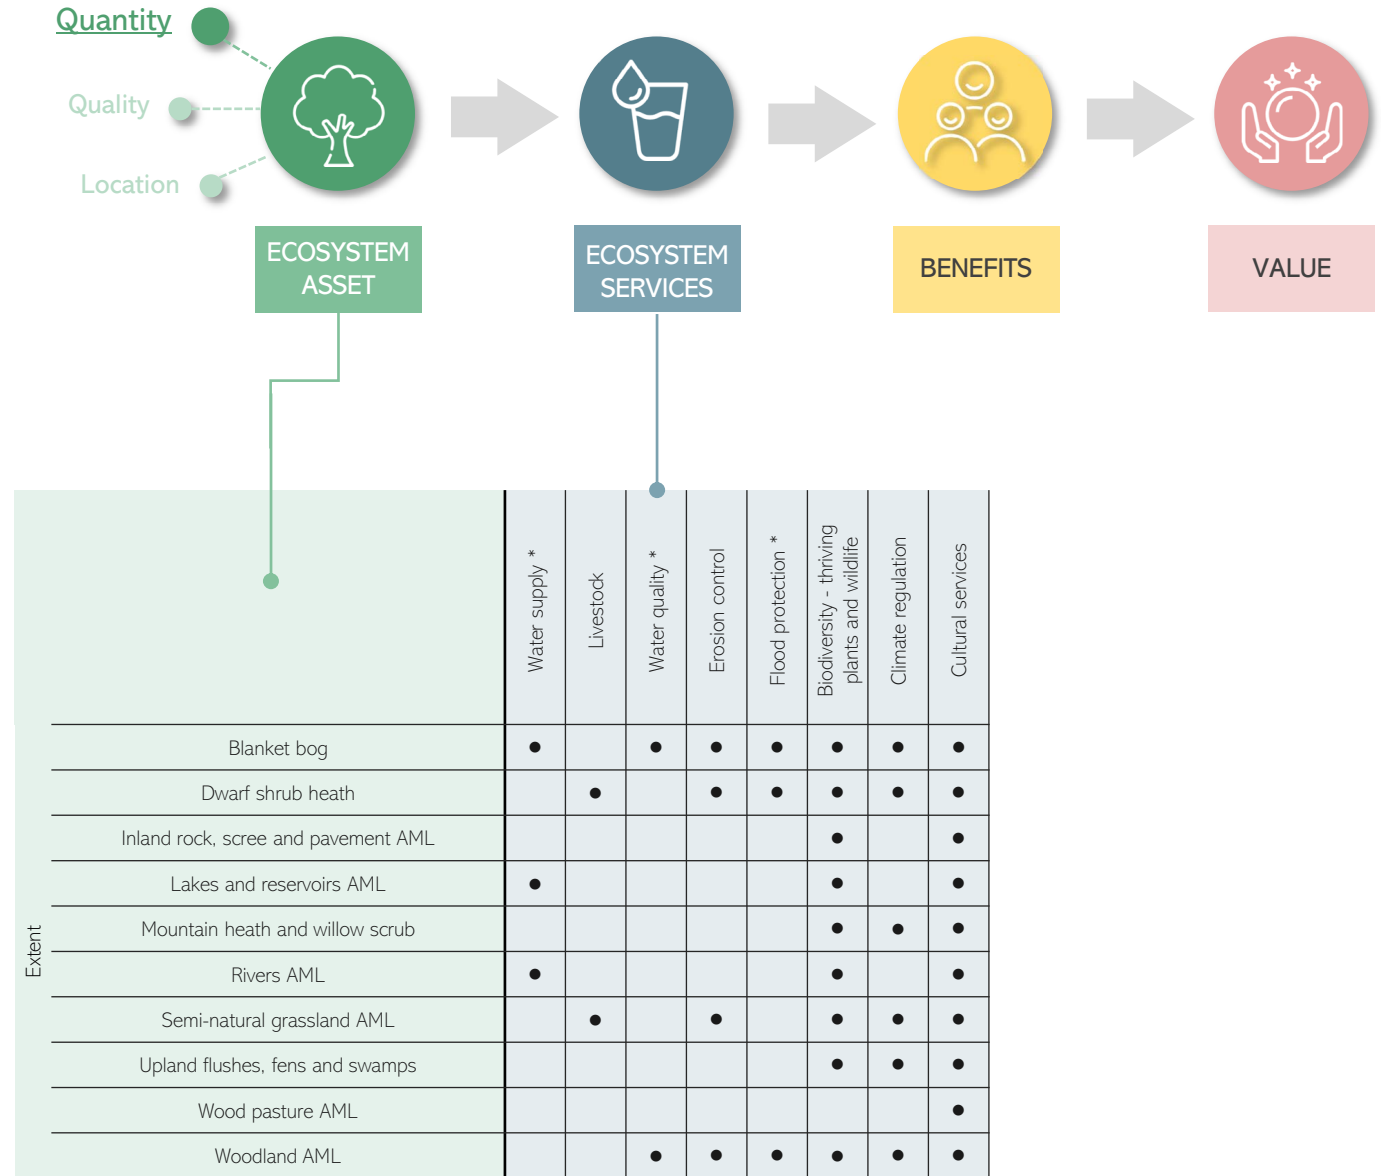 Quantity
Quality
Location
ECOSYSTEM
ASSET
ECOSYSTEM
SERVICES
BENEFITS
VALUE
Water supply *
Livestock
Water quality *
Erosion control
Flood protection *
Biodiversity - thriving
plants and wildlife
Climate regulation
Cultural services
Extent
Blanket bog
Dwarf shrub heath
Inland rock, scree and pavement AML
Lakes and reservoirs AML
Mountain heath and willow scrub
Rivers AML
Semi-natural grassland AML
Upland flushes, fens and swamps
Wood pasture AML
Woodland AML